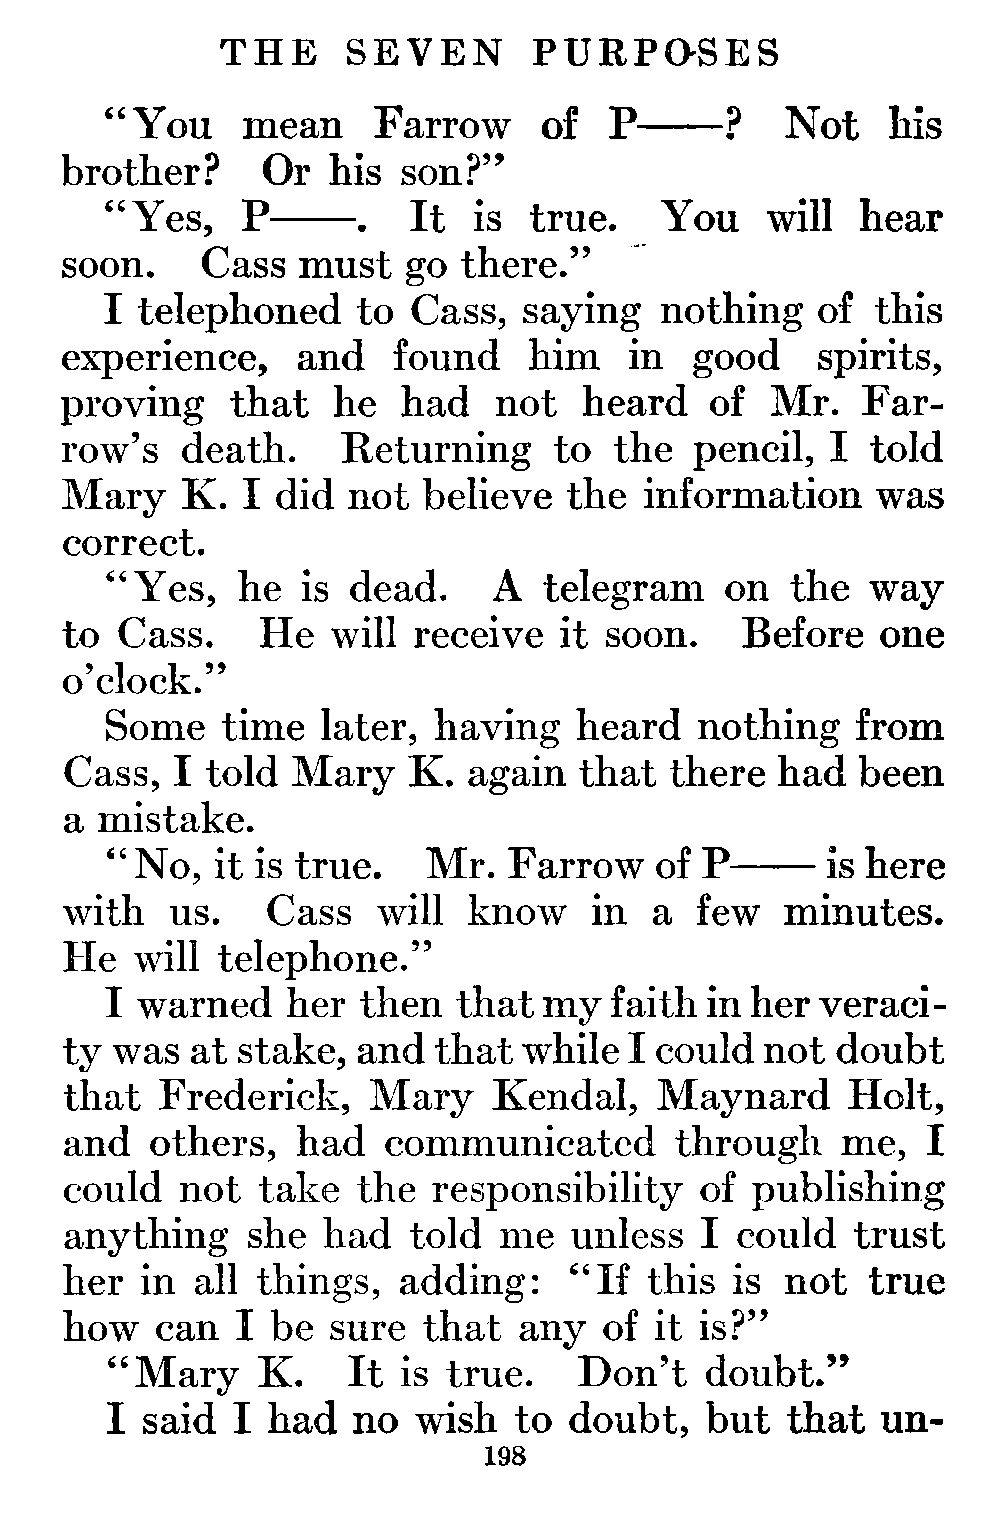 THE SEVEN PURPOSES
"You mean Farrow of P——? Not his
brother? Or his son?"
"Yes, P——. It is true. You will hear
soon. Cass must go there."
I telephoned to Cass, saying nothing of this
experience, and found him in good spirits,
proving that he had not heard of Mr. Far-
row's death. Returning to the pencil, I told
Mary K. I did not believe the information was
correct.
"Yes, he is dead. A telegram on the way
to Cass. He will receive it soon. Before one
o'clock."
Some time later, having heard nothing from
Cass, I told Mary K. again that there had been
a mistake.
"No, it is true. Mr. Farrow of P—— is here
with us. Cass will know in a few minutes.
He will telephone."
I warned her then that my faith in her veraci-
ty was at stake, and that while I could not doubt
that Frederick, Mary Kendal, Maynard Holt,
and others, had communicated through me, I
could not take the responsibility of publishing
anything she had told me unless I could trust
her in all things, adding: "If this is not true
how can I be sure that any of it is?"
"Mary K. It is true. Don't doubt."
I said I had no wish to doubt, but that un-
198